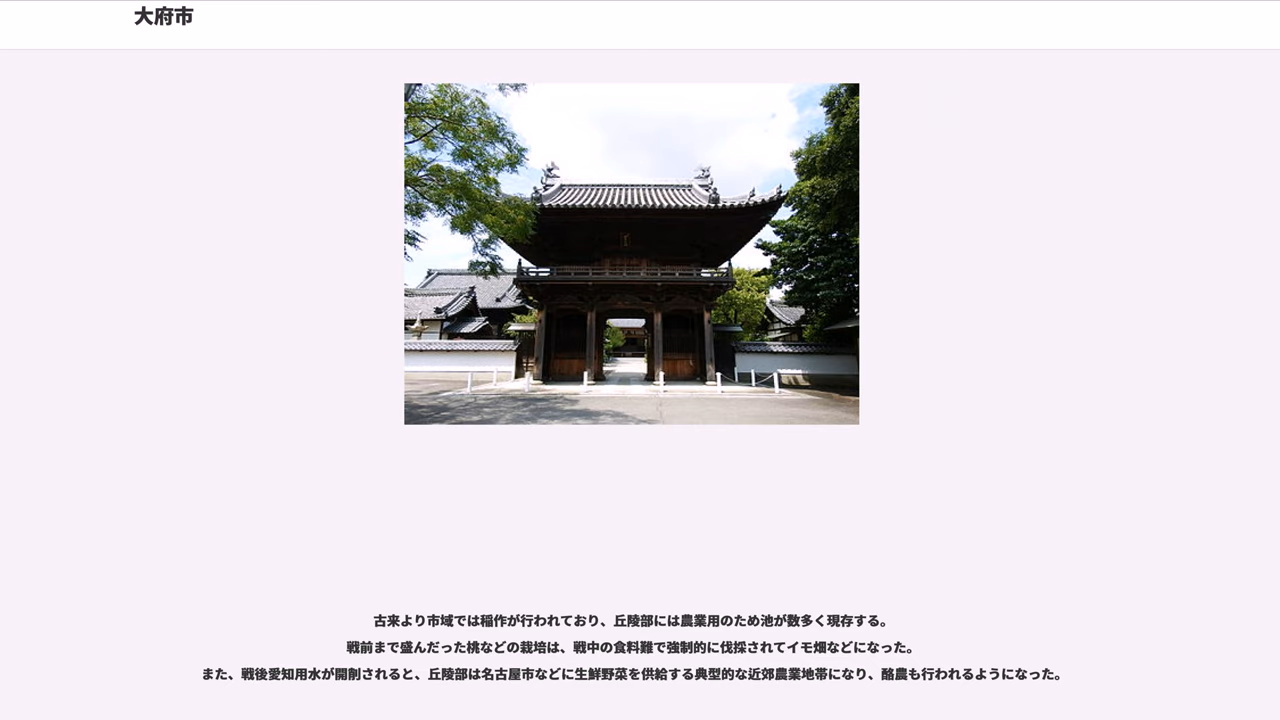 大府市
古来より市域では稲作が行われており、丘陵部には農業用のため池が数多く現存する。
戦前まで盛んだった桃などの栽培は、戦中の食料難で強制的に伐採されてイモ畑などになった。
また、戦後愛知用水が開削されると、丘陵部は名古屋市などに生鮮野菜を供給する典型的な近郊農業地帯になり、酪農も行われるようになった。